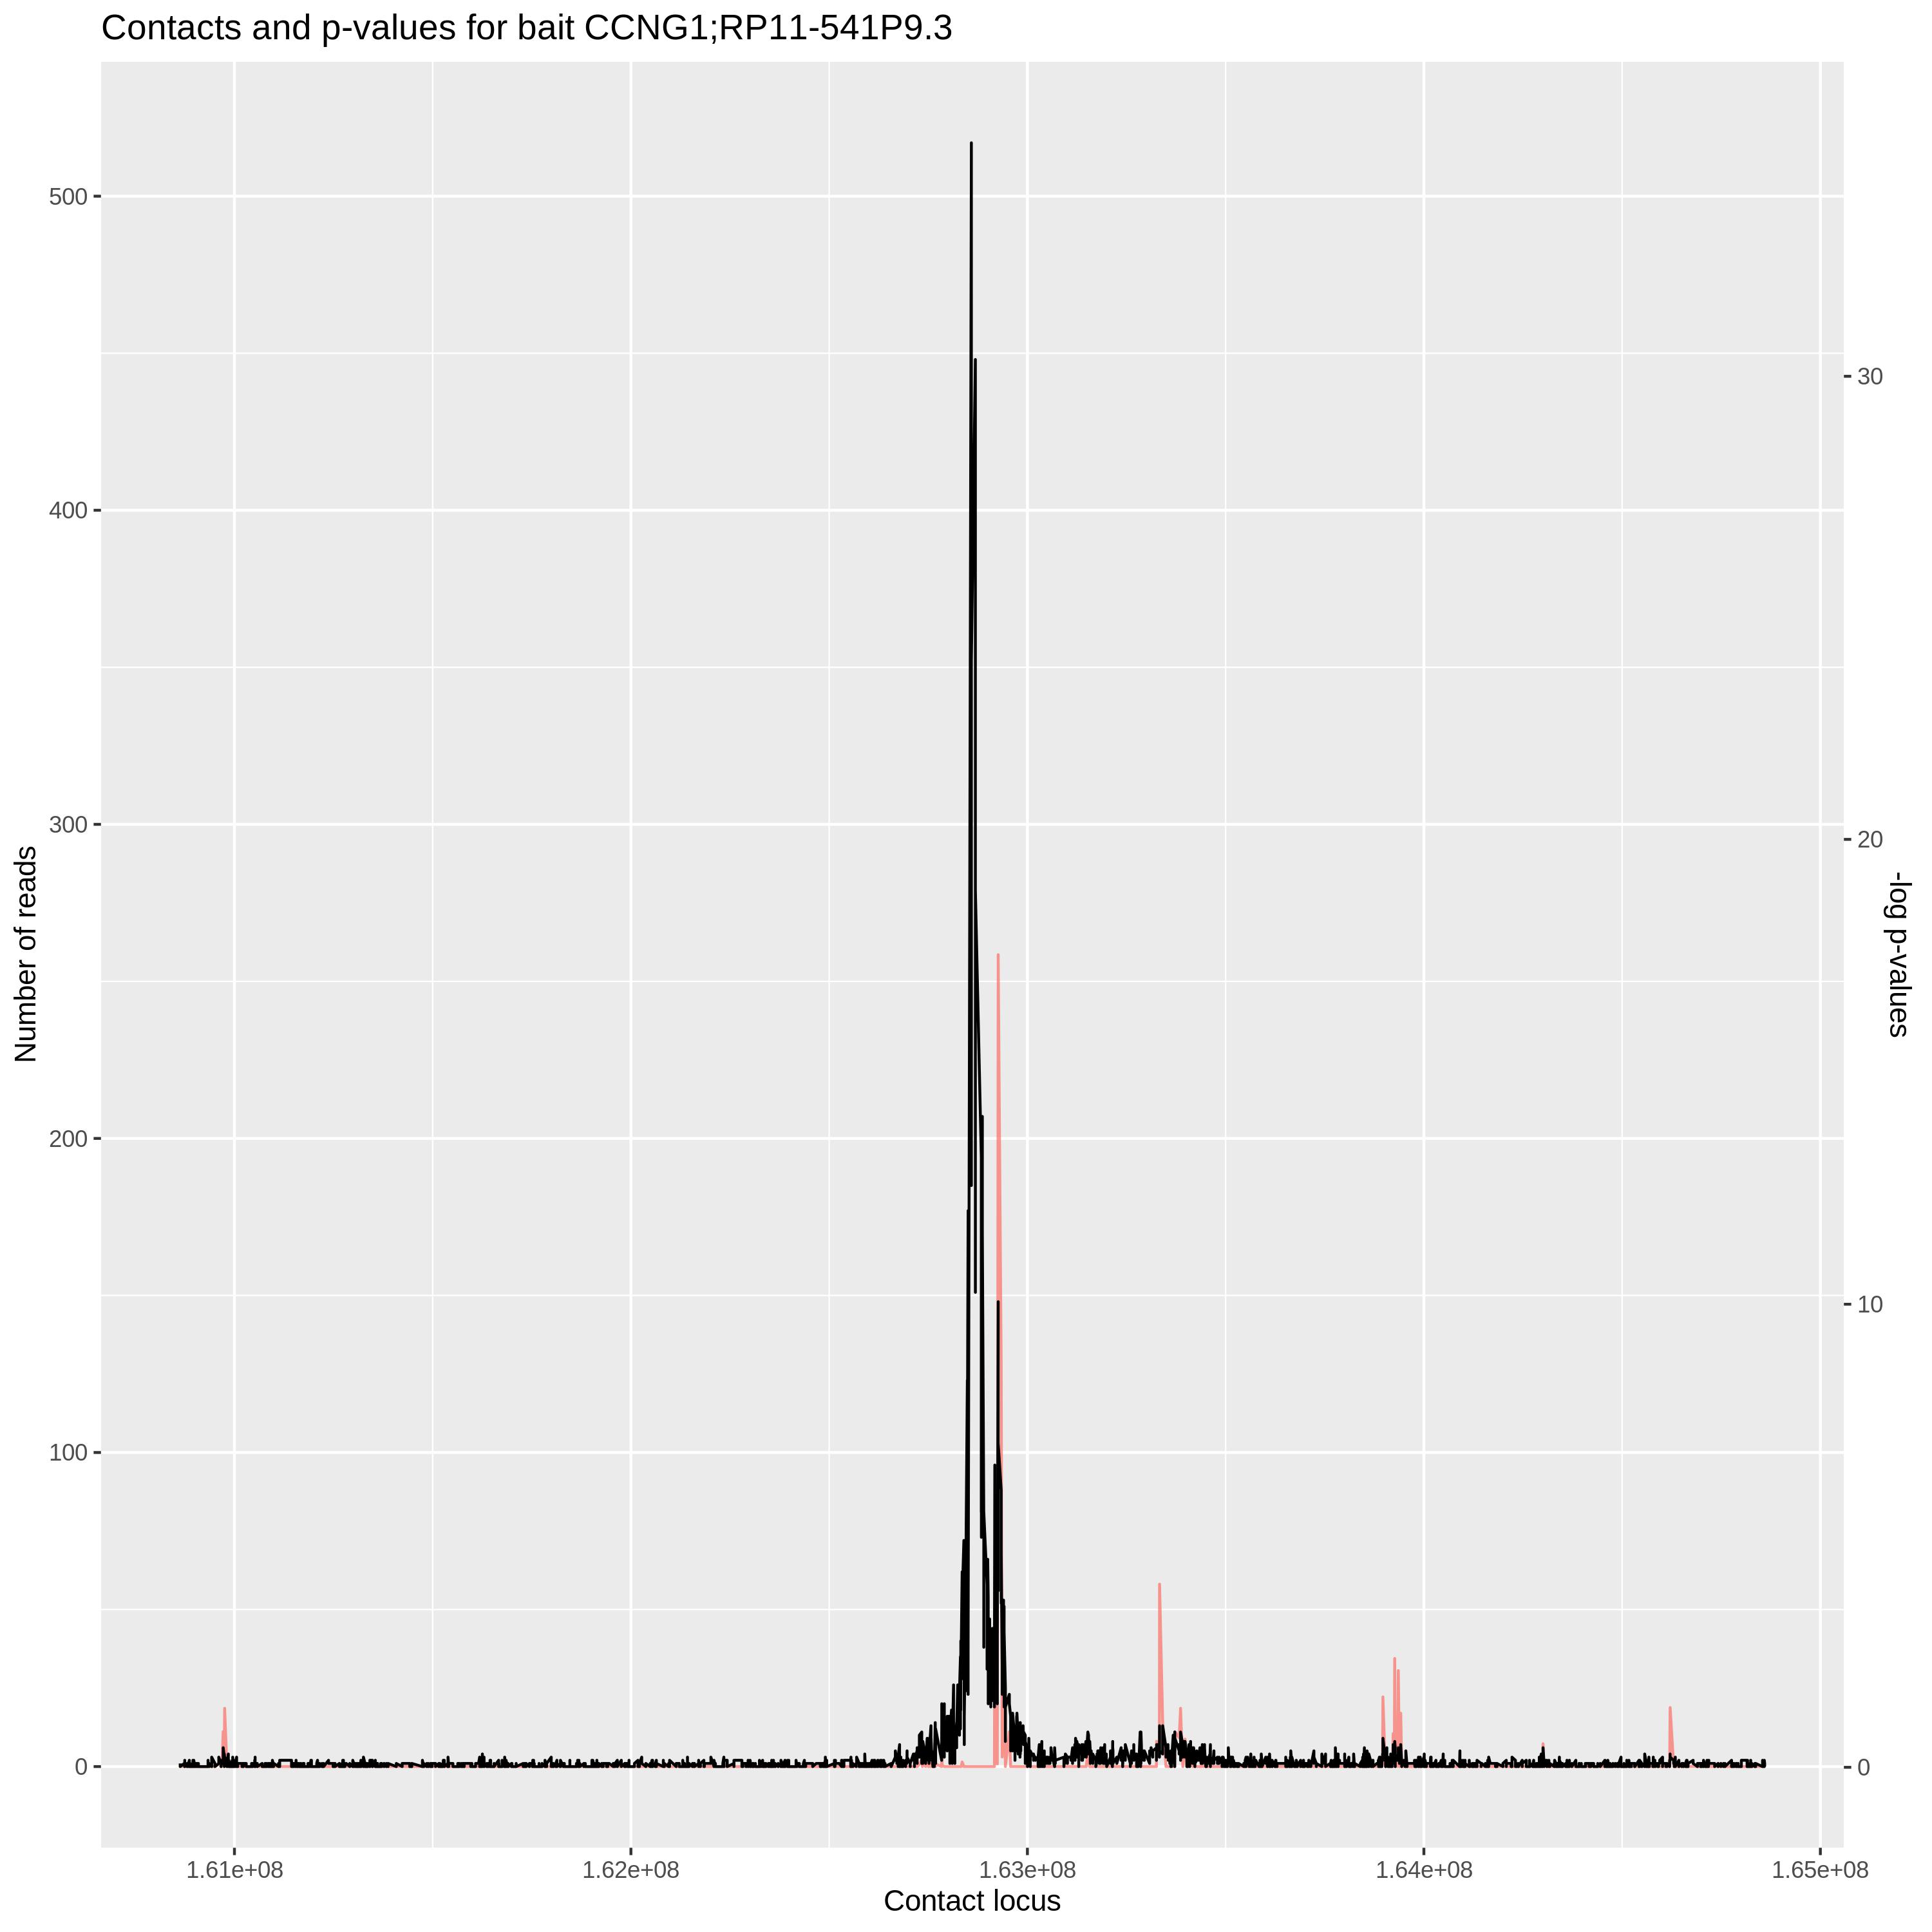 Contacts and p-values for bait CCNG1;RP11-541P9.3
500
400
300
200
100
0
Number of reads
30
20
10
0
-log p-values
1.61e+08
1.62e+08
1.63e+08
1.64e+08
1.65e+08
Contact locus